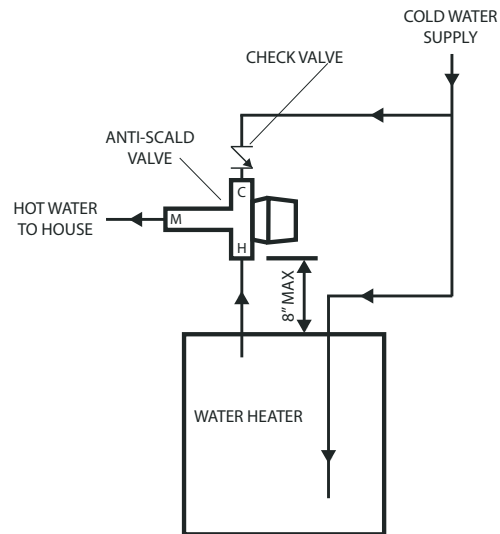 COLD WATER
SUPPLY
CHECK VALVE
ANTI-SCALD
VALVE
C
HOT WATER
TO HOUSE
M
H
8" MAX
WATER HEATER